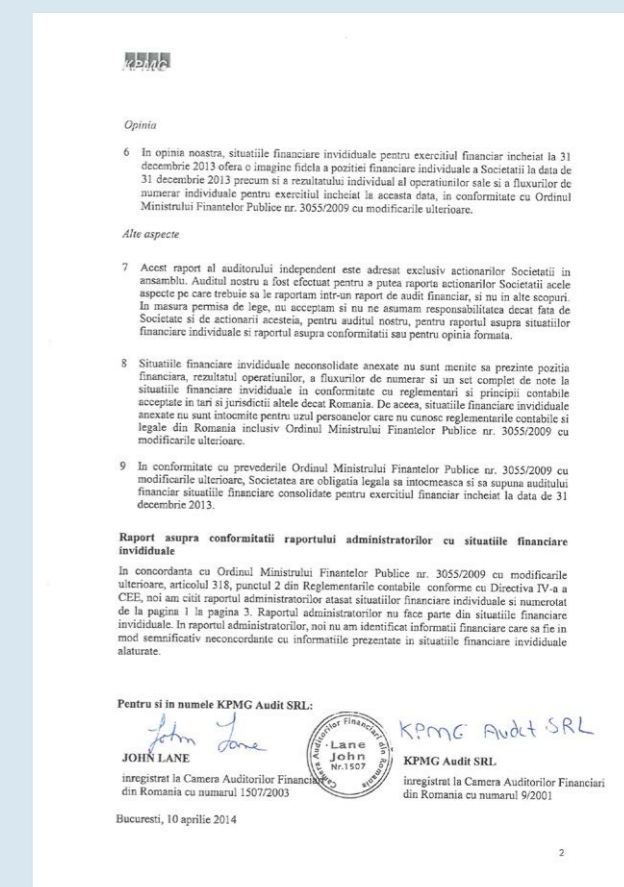 KPMG
Opinia
6 In opinia noastra, situatiile financiare invididuale pentru exercitiul financiar incheiat la 31
decembrie 2013 ofera o imagine fidela a pozitiei financiare individuale a Societatii la data de
31 decembrie 2013 precum si a rezultatului individual al operatiunilor sale si a fluxurilor de
numerar individuale pentru exercitiul incheiat la aceasta data, in conformitate cu Ordinul
Ministrului Finantelor Publice nr. 3055/2009 cu modificarile ulterioare.
Alte aspecte
7 Acest raport al auditorului independent este adresat exclusiv actionarilor Societatii in
ansamblu. Auditul nostru a fost efectuat pentru a putea raporta actionarilor Societatii acele
aspecte pe care trebuie sa le raportam intr-un raport de audit financiar, si nu in alte scopuri.
In masura permisa de lege, nu acceptam si nu ne asumam responsabilitatea decat fata de
Societate si de actionarii acesteia, pentru auditul nostru, pentru raportul asupra situatiilor
financiare individuale si raportul asupra conformitatii sau pentru opinia formata.
8 Situatiile financiare invididuale neconsolidate anexate nu sunt menite sa prezinte pozitia
financiara, rezultatul operatiunilor, a fluxurilor de numerar si un set complet de note la
situatiile financiare invididuale in conformitate cu reglementari si principii contabile
acceptate in tari si jurisdictii altele decat Romania. De aceea, situatiile financiare invididuale
anexate nu sunt intocmite pentru uzul persoanelor care nu cunosc reglementarile contabile si
legale din Romania inclusiv Ordinul Ministrului Finantelor Publice nr. 3055/2009 cu
modificarile ulterioare.
9 In conformitate cu prevederile Ordinul Ministrului Finantelor Publice nr. 3055/2009 cu
modificarile ulterioare, Societatea are obligatia legala sa intocmeasca si sa supuna auditului
financiar situatiile financiare consolidate pentru exercitiul financiar incheiat la data de 31
decembrie 2013.
Raport asupra conformitatii raportului administratorilor cu situatiile financiare
invididuale
In concordanta cu Ordinul Ministrului Finantelor Publice nr. 3055/2009 cu modificarile
ulterioare, articolul 318, punctul 2 din Reglementarile contabile conforme cu Directiva IV-a a
CEE, noi am citit raportul administratorilor atasat situatiilor financiare individuale si numerotat
de la pagina 1 la pagina 3. Raportul administratorilor nu face parte din situatiile financiare
invididuale. In raportul administratorilor, noi nu am identificat informatii financiare care sa fie in
mod semnificativ neconcordante cu informatiile prezentate in situatiile financiare invididuale
alaturate.
Pentru si in numele KPMG Audit SRL:
John Lane
JOHN LANE
inregistrat la Camera Auditorilor Financiari
din Romania cu numarul 1507/2003
Camera Auditorilor Financiari din Romania
Lane
John
Nr.1507
KPMG Audit SRL
KPMG Audit SRL
inregistrat la Camera Auditorilor Financiari
din Romania cu numarul 9/2001
Bucuresti, 10 aprilie 2014
2